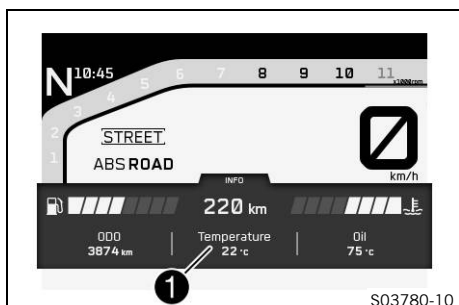 N 10:45
1 2 3 4 5 6 7 8 9 10 11
x1000rpm
STREET
ABS ROAD
0
km/h
INFO
220 km
ODO Temperature Oil
3874 km 22 °C 75 °C
1
S03780-10